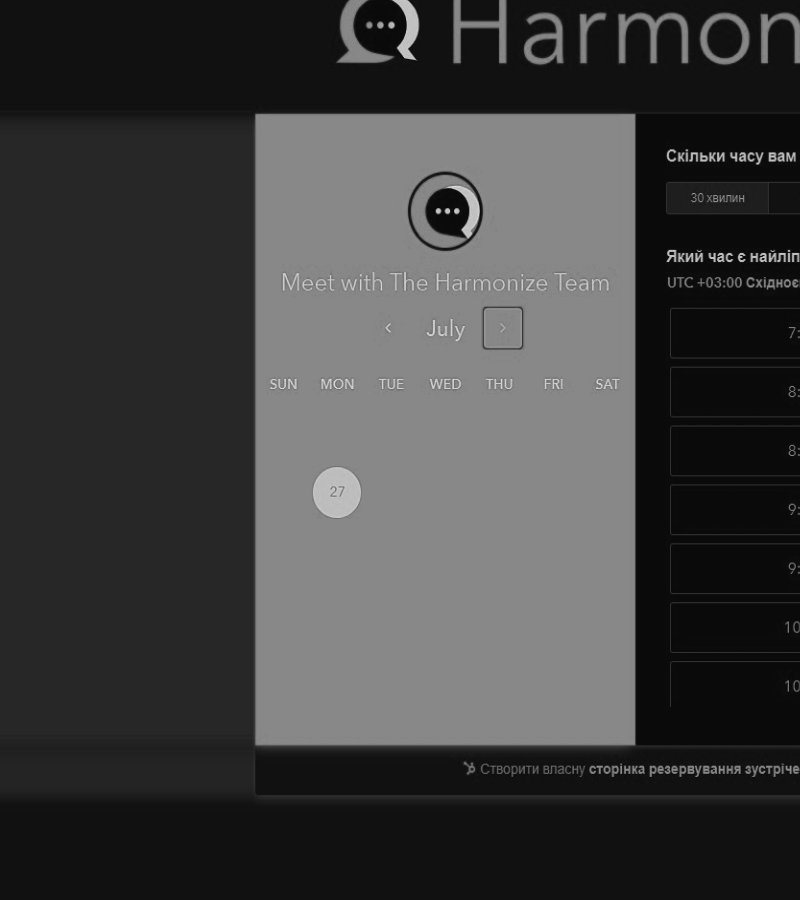 Harmon
Meet with The Harmonize Team
July
SUN MON TUE WED THU FRI SAT
27
Скільки часу вам
30 хвилин
Який час є найліп
UTC +03:00 Східноє
7:
8:
8:
9:
9:
10
10
Створити власну сторінка резервування зустріче